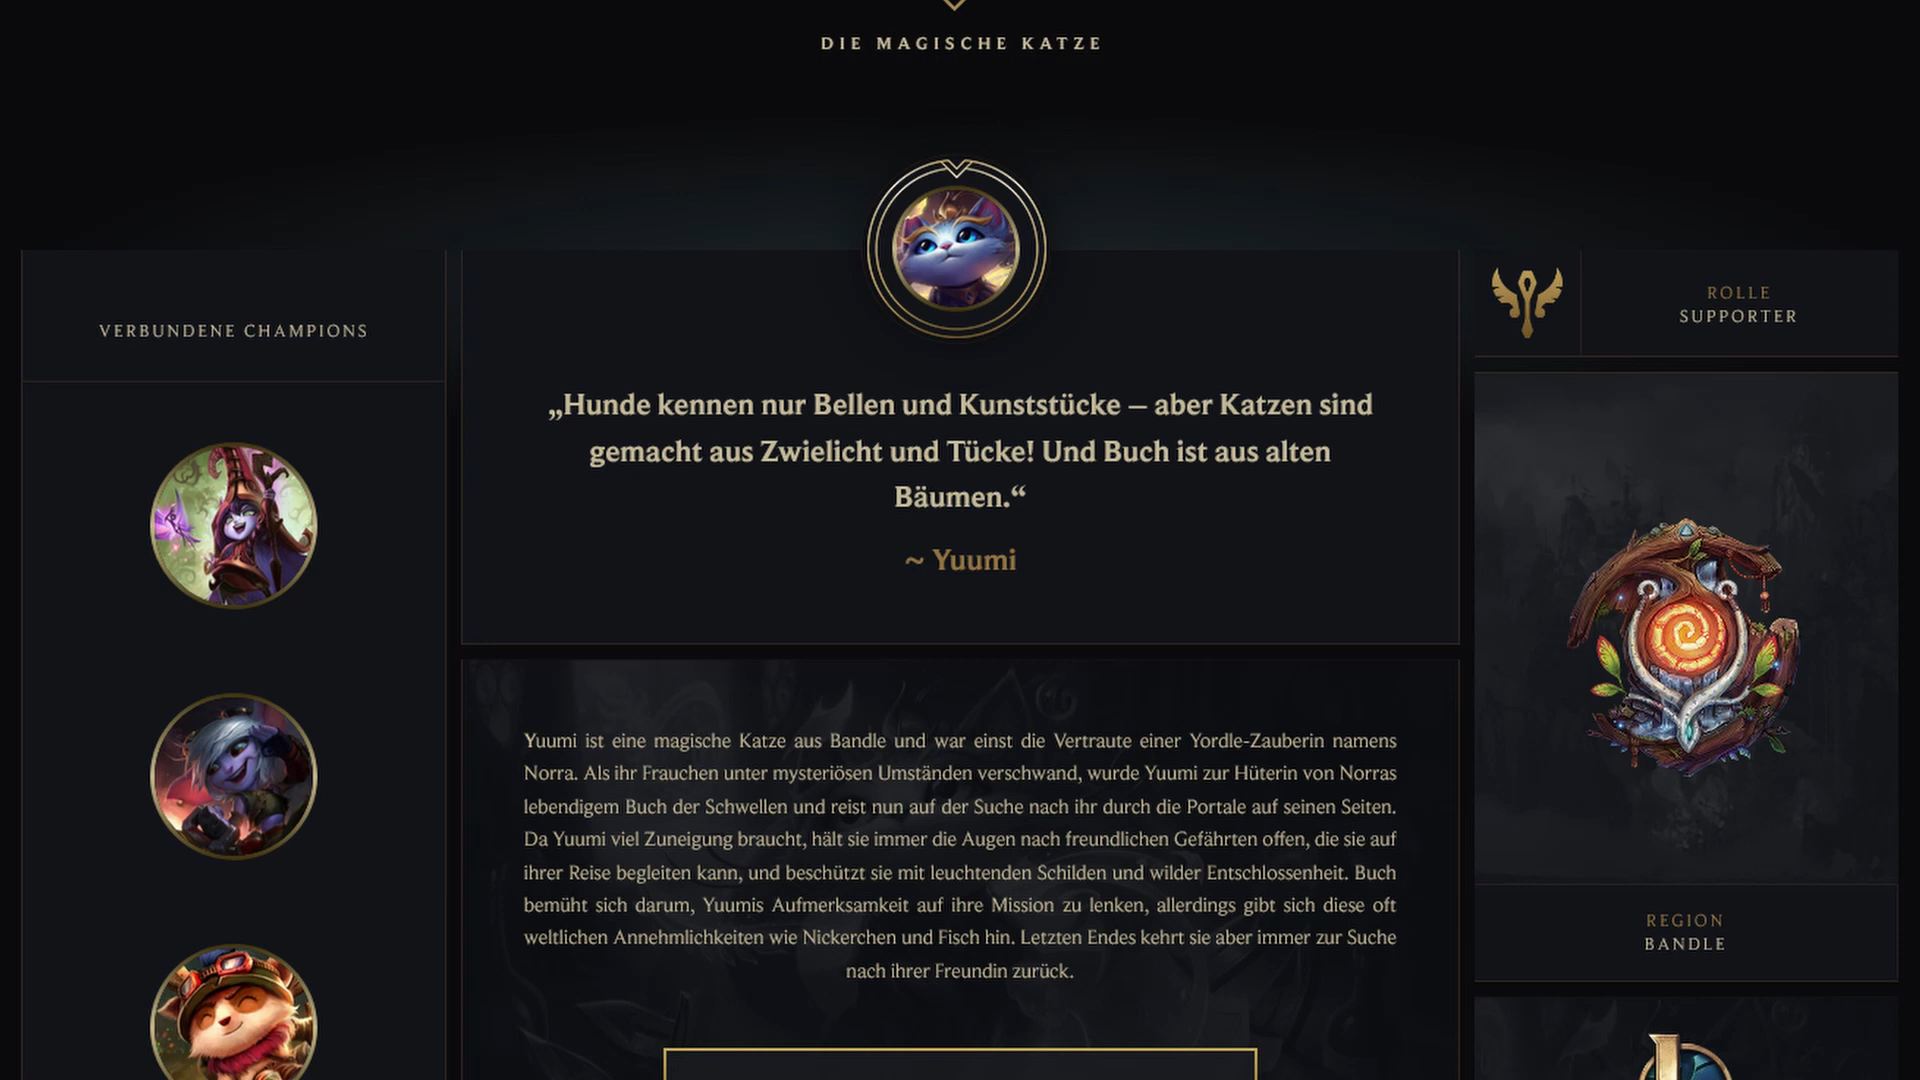 DIE MAGISCHE KATZE
VERBUNDENE CHAMPIONS
„Hunde kennen nur Bellen und Kunststücke – aber Katzen sind
gemacht aus Zwielicht und Tücke! Und Buch ist aus alten
Bäumen.“
~ Yuumi
Yuumi ist eine magische Katze aus Bandle und war einst die Vertraute einer Yordle-Zauberin namens
Norra. Als ihr Frauchen unter mysteriösen Umständen verschwand, wurde Yuumi zur Hüterin von Norras
lebendigem Buch der Schwellen und reist nun auf der Suche nach ihr durch die Portale auf seinen Seiten.
Da Yuumi viel Zuneigung braucht, hält sie immer die Augen nach freundlichen Gefährten offen, die sie auf
ihrer Reise begleiten kann, und beschützt sie mit leuchtenden Schilden und wilder Entschlossenheit. Buch
bemüht sich darum, Yuumis Aufmerksamkeit auf ihre Mission zu lenken, allerdings gibt sich diese oft
weltlichen Annehmlichkeiten wie Nickerchen und Fisch hin. Letzten Endes kehrt sie aber immer zur Suche
nach ihrer Freundin zurück.
ROLLE
SUPPORTER
REGION
BANDLE